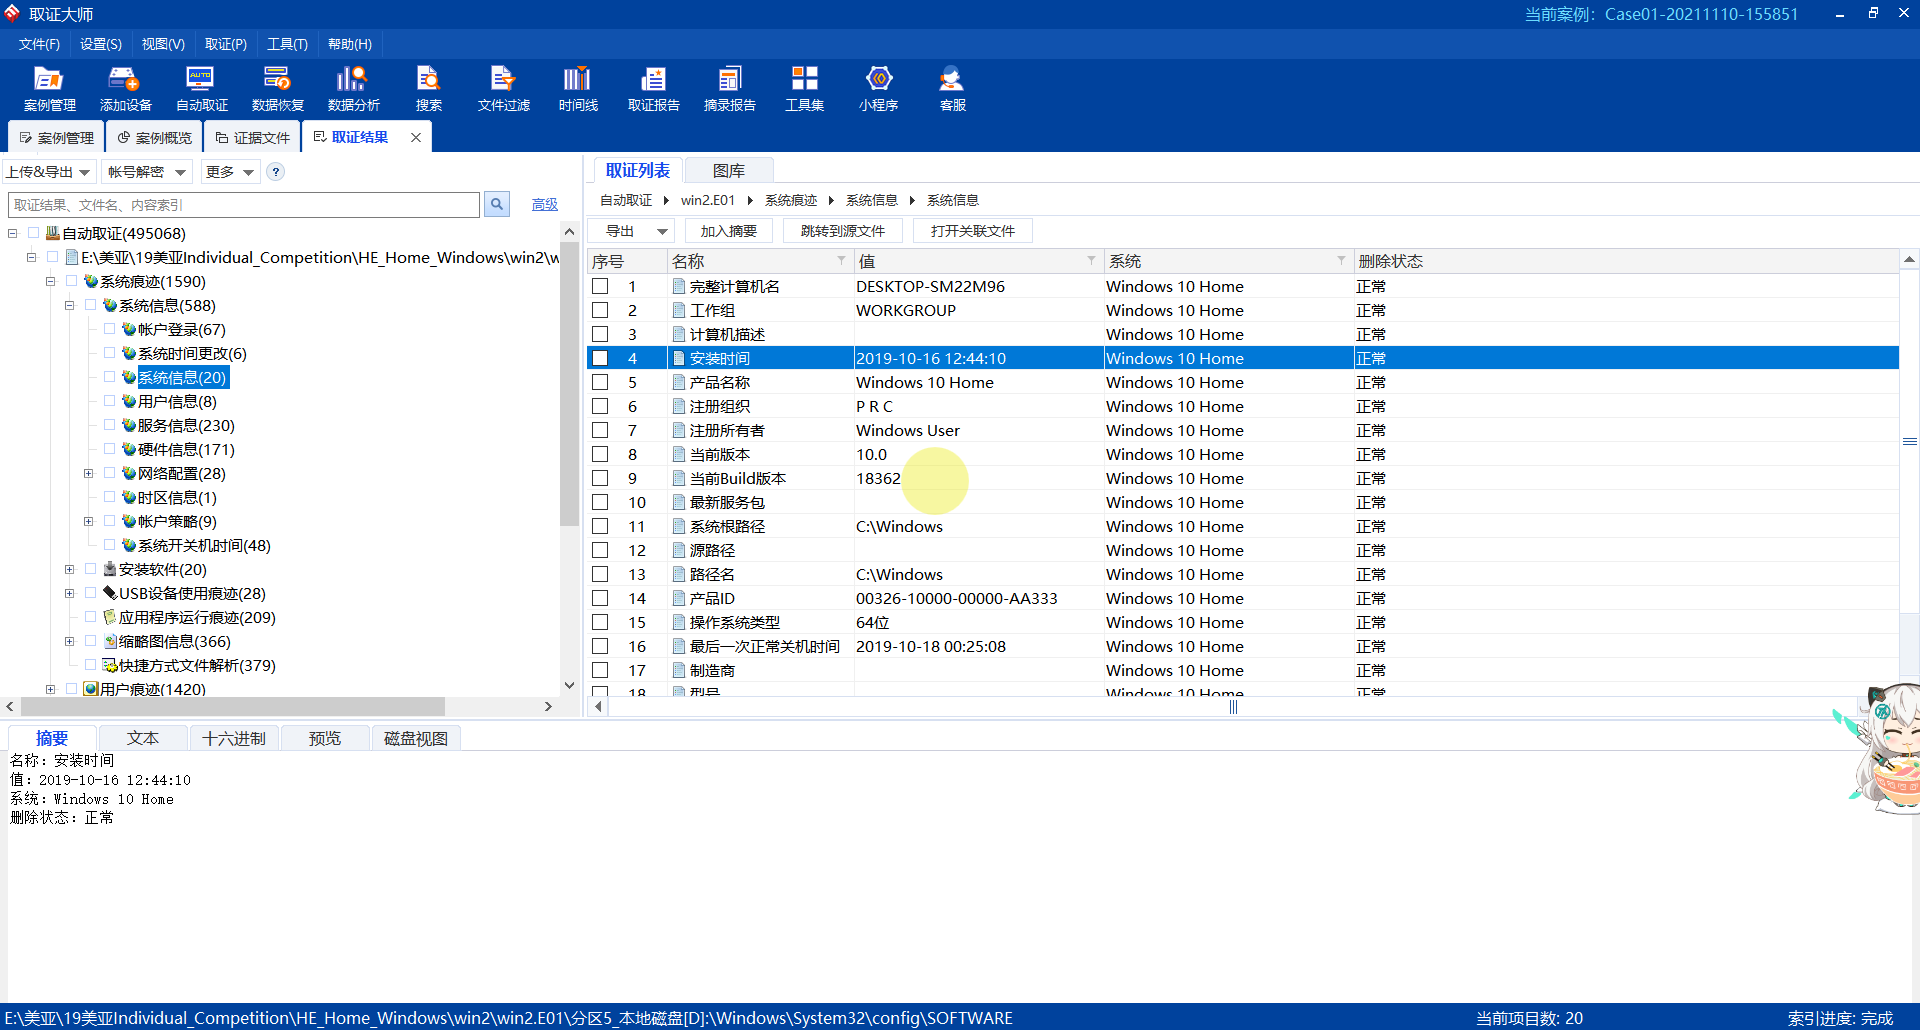 取证大师
当前案例： Case01-20211110-155851
文件(F) 设置(S) 视图(V) 取证(P) 工具(T) 帮助(H)
AUTO
案例管理 添加设备 自动取证 数据恢复 数据分析 搜索 文件过滤 时间线 取证报告 摘录报告 工具集 小程序 客服
案例管理 案例概览 证据文件 取证结果
上传&导出 帐号解密 更多 ?
取证结果、文件名、内容索引 高级
自动取证(495068)
E:\美亚\19美亚Individual_Competition\HE_Home_Windows\win2\w
系统痕迹(1590)
系统信息(588)
帐户登录(67)
系统时间更改(6)
系统信息(20)
用户信息(8)
服务信息(230)
硬件信息(171)
网络配置(28)
时区信息(1)
帐户策略(9)
系统开关机时间(48)
安装软件(20)
USB设备使用痕迹(28)
应用程序运行痕迹(209)
缩略图信息(366)
快捷方式文件解析(379)
用户痕迹(1420)
取证列表 图库
自动取证 win2.E01 系统痕迹 系统信息 系统信息
导出 加入摘要 跳转到源文件 打开关联文件
序号 名称 值 系统 删除状态
1 完整计算机名 DESKTOP-SM22M96 Windows 10 Home 正常
2 工作组 WORKGROUP Windows 10 Home 正常
3 计算机描述 Windows 10 Home 正常
4 安装时间 2019-10-16 12:44:10 Windows 10 Home 正常
5 产品名称 Windows 10 Home Windows 10 Home 正常
6 注册组织 P R C Windows 10 Home 正常
7 注册所有者 Windows User Windows 10 Home 正常
8 当前版本 10.0 Windows 10 Home 正常
9 当前Build版本 18362 Windows 10 Home 正常
10 最新服务包 Windows 10 Home 正常
11 系统根路径 C:\Windows Windows 10 Home 正常
12 源路径 Windows 10 Home 正常
13 路径名 C:\Windows Windows 10 Home 正常
14 产品ID 00326-10000-00000-AA333 Windows 10 Home 正常
15 操作系统类型 64位 Windows 10 Home 正常
16 最后一次正常关机时间 2019-10-18 00:25:08 Windows 10 Home 正常
17 制造商 Windows 10 Home 正常
18 型号 Windows 10 Home 正常
摘要 文本 十六进制 预览 磁盘视图
名称：安装时间
值：2019-10-16 12:44:10
系统：Windows 10 Home
删除状态：正常
E:\美亚\19美亚Individual_Competition\HE_Home_Windows\win2\win2.E01\分区5_本地磁盘[D]:\Windows\System32\config\SOFTWARE 当前项目数: 20 索引进度: 完成